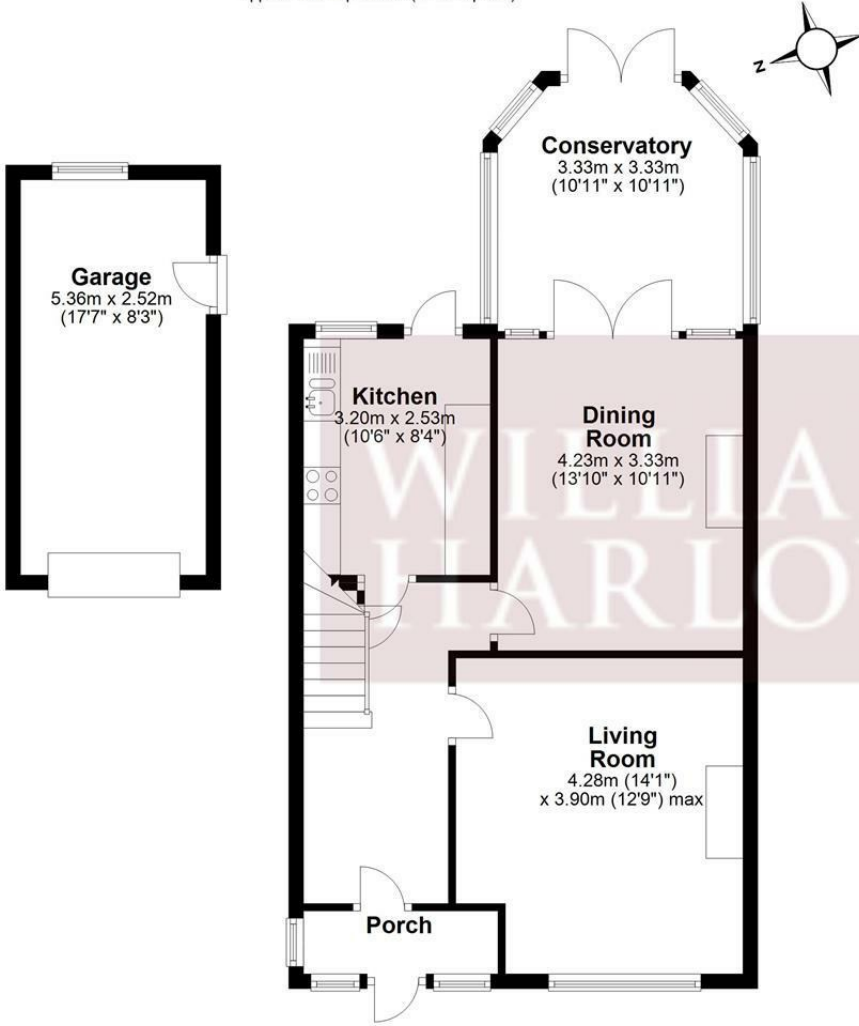 N
Conservatory
3.33m x 3.33m
(10'11" x 10'11")
Garage
5.36m x 2.52m
(17'7" x 8'3")
Kitchen
3.20m x 2.53m
(10'6" x 8'4")
Dining
Room
4.23m x 3.33m
(13'10" x 10'11")
WILLIA
HARLO
Living
Room
4.28m (14'1")
x 3.90m (12'9") max
Porch